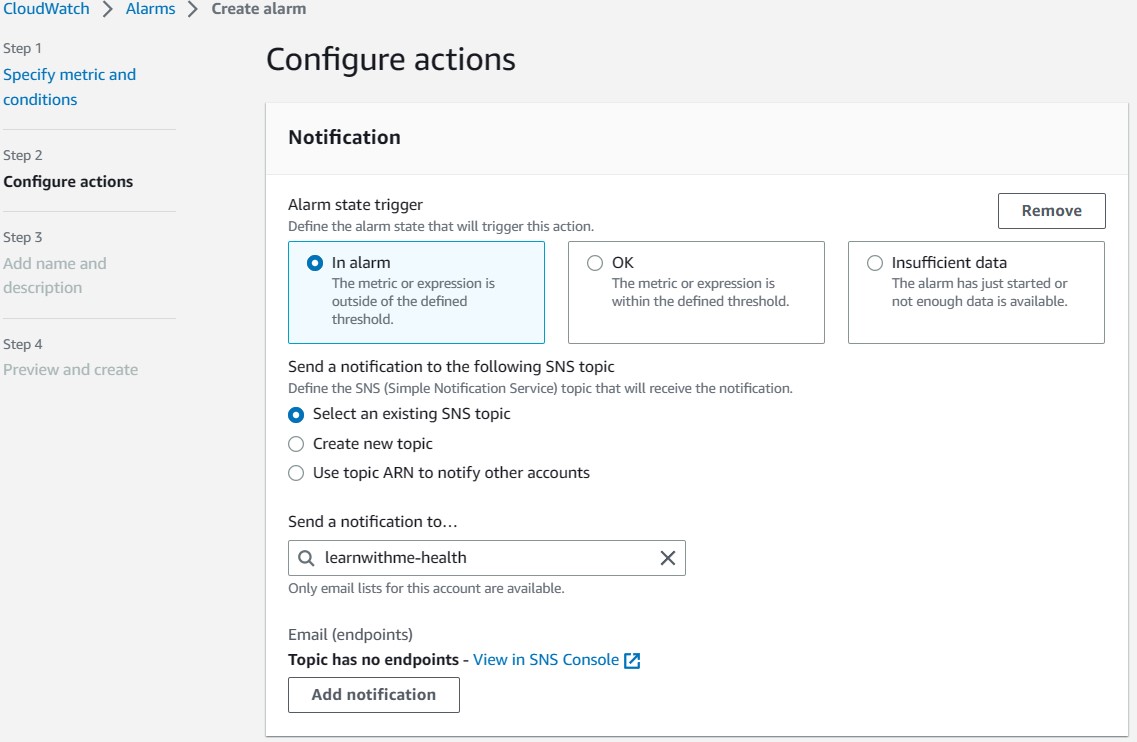 CloudWatch > Alarms > Create alarm
Step 1
Specify metric and
conditions
Step 2
Configure actions
Step 3
Add name and
description
Step 4
Preview and create
Configure actions
Notification
Alarm state trigger
Define the alarm state that will trigger this action.
Remove
In alarm
The metric or expression is
outside of the defined
threshold.
OK
The metric or expression is
within the defined threshold.
Insufficient data
The alarm has just started or
not enough data is available.
Send a notification to the following SNS topic
Define the SNS (Simple Notification Service) topic that will receive the notification.
Select an existing SNS topic
Create new topic
Use topic ARN to notify other accounts
Send a notification to…
learnwithme-health
Only email lists for this account are available.
Email (endpoints)
Topic has no endpoints - View in SNS Console
Add notification